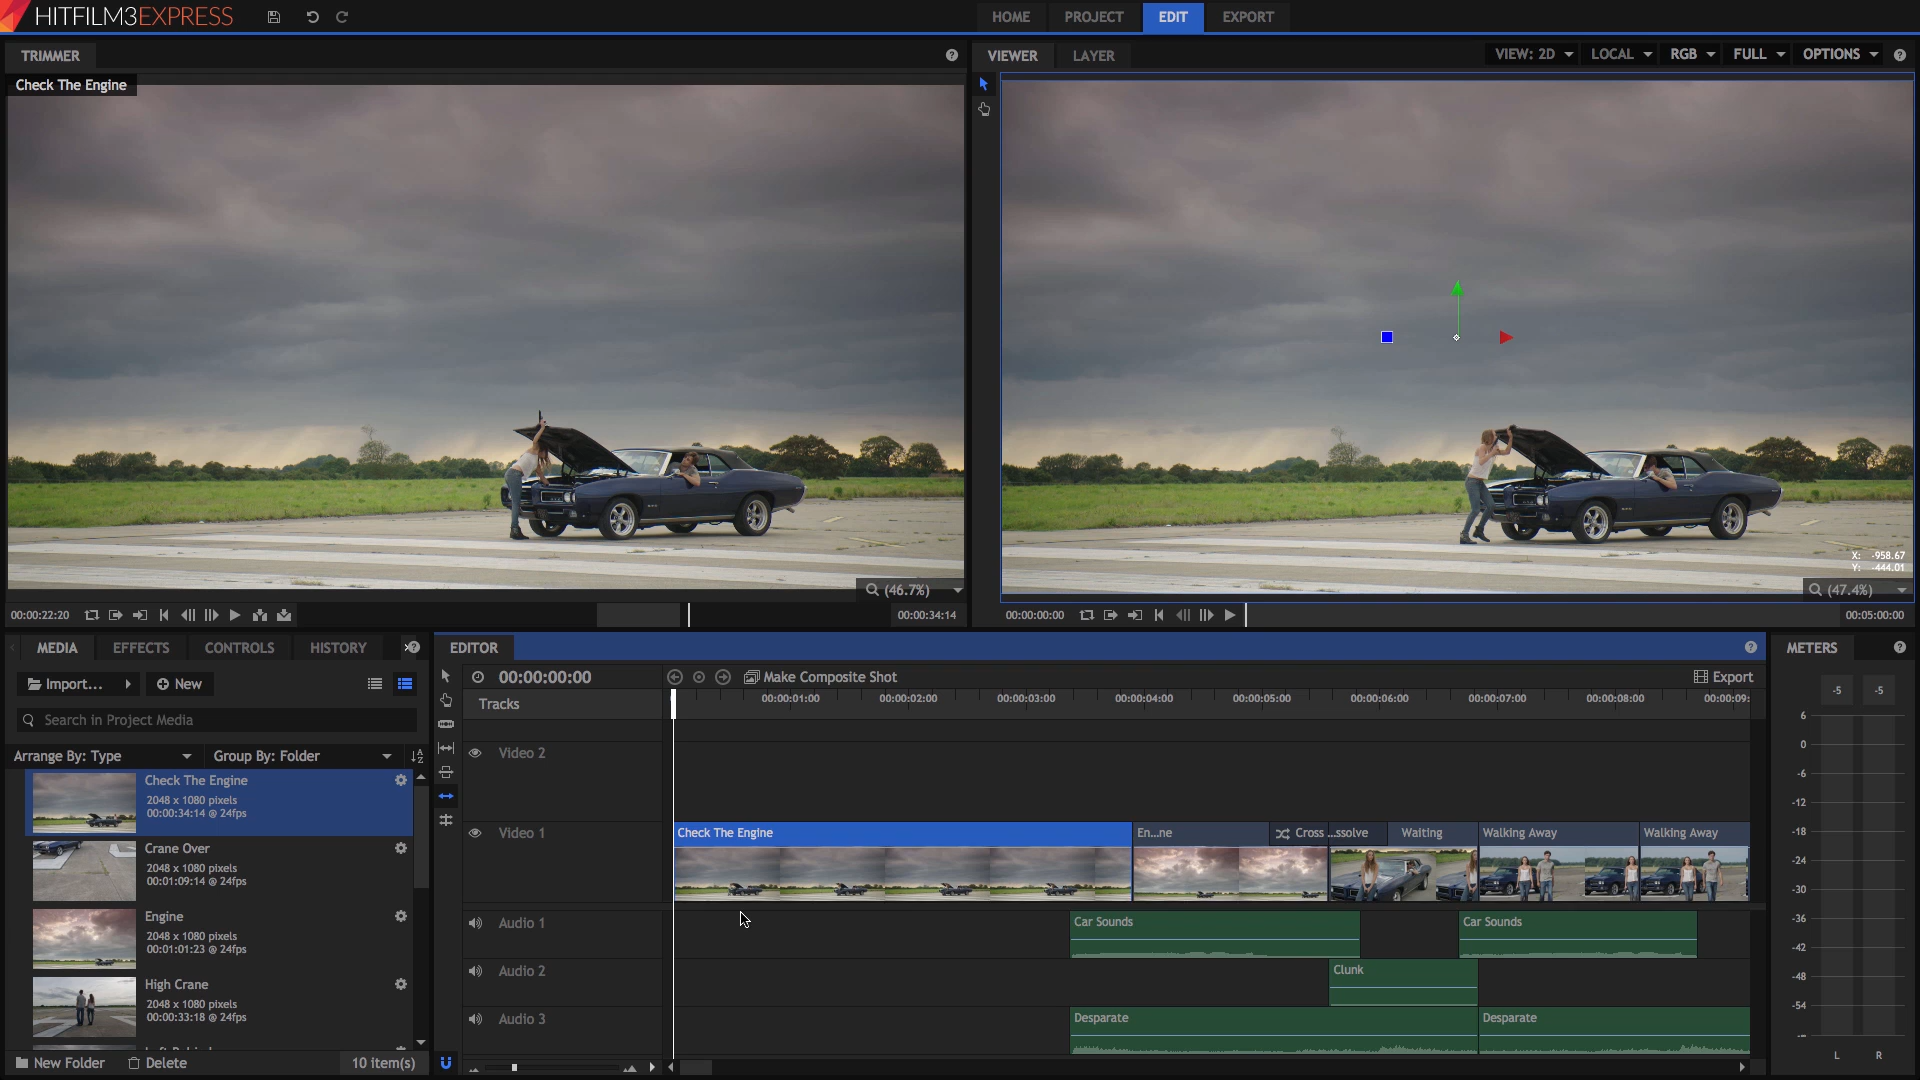 HITFILM3EXPRESS
HOME PROJECT EDIT EXPORT
TRIMMER
VIEWER LAYER VIEW: 2D LOCAL RGB FULL OPTIONS
Check The Engine
X: -958.67
Y: -444.01
(46.7%)
(47.4%)
00:00:22:20 00:00:34:14
00:00:00:00 00:05:00:00
MEDIA EFFECTS CONTROLS HISTORY
EDITOR
METERS
Import... New
00:00:00:00 Make Composite Shot Export
Search in Project Media
Tracks
00:00:01:00 00:00:02:00 00:00:03:00 00:00:04:00 00:00:05:00 00:00:06:00 00:00:07:00 00:00:08:00 00:00:09:
Arrange By: Type Group By: Folder
Check The Engine
2048 x 1080 pixels
00:00:34:14 @ 24fps
Crane Over
2048 x 1080 pixels
00:01:09:14 @ 24fps
Engine
2048 x 1080 pixels
00:01:01:23 @ 24fps
High Crane
2048 x 1080 pixels
00:00:33:18 @ 24fps
New Folder Delete 10 item(s)
Video 2
Video 1
Check The Engine En...ne Cross ...ssolve Waiting Walking Away Walking Away
Audio 1
Car Sounds Car Sounds
Audio 2
Clunk
Audio 3
Desparate Desparate
-5 -5
6
0
-6
-12
-18
-24
-30
-36
-42
-48
-54
L R